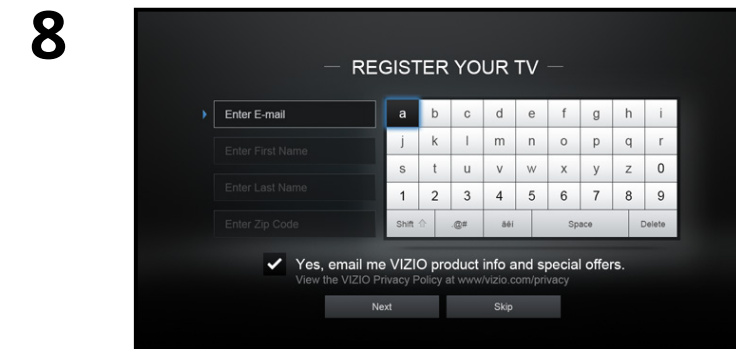 8
REGISTER YOUR TV
Enter E-mail
Enter First Name
Enter Last Name
Enter Zip Code
a b c d e f g h i
j k l m n o p q r
s t u v w x y z 0
1 2 3 4 5 6 7 8 9
Shift .@# āêí Space Delete
Yes, email me VIZIO product info and special offers.
View the VIZIO Privacy Policy at www/vizio.com/privacy
Next Skip